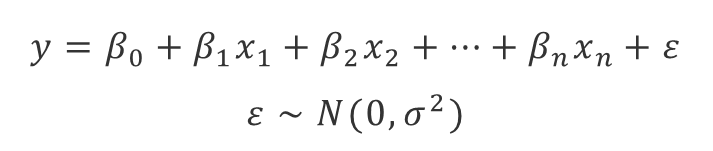 y = β₀ + β₁x₁ + β₂x₂ + ⋯ + βₙxₙ + ε
ε ~ N(0, σ²)